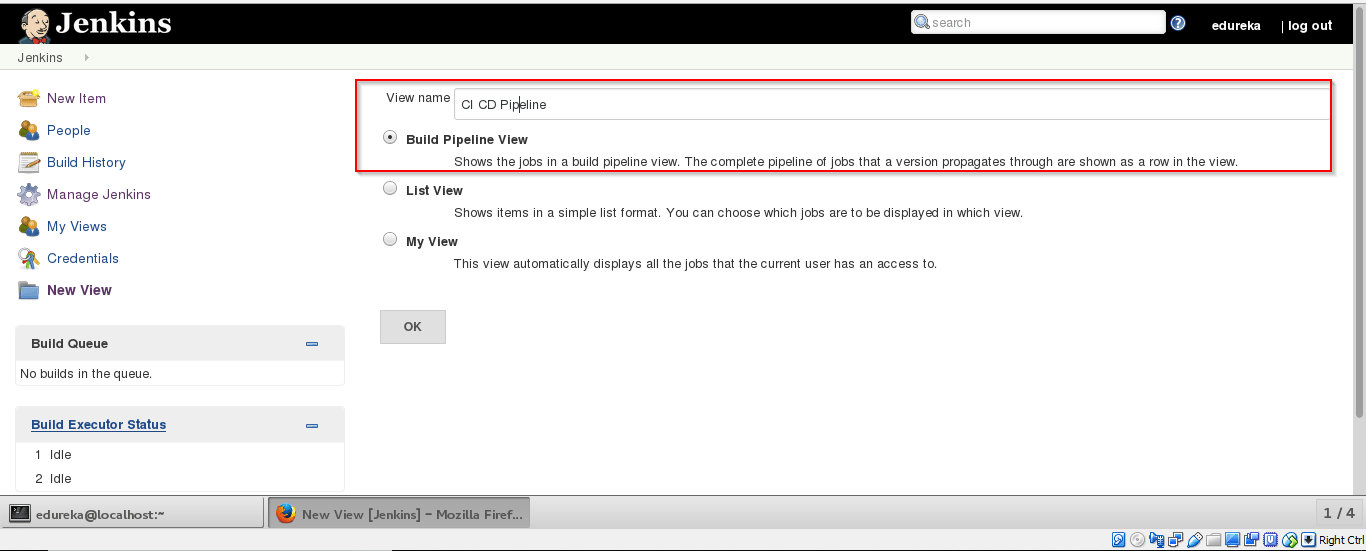 Jenkins
search
edureka
| log out
Jenkins
New Item
People
Build History
Manage Jenkins
My Views
Credentials
New View
Build Queue
No builds in the queue.
Build Executor Status
1 Idle
2 Idle
View name
CI CD Pipeline
Build Pipeline View
Shows the jobs in a build pipeline view. The complete pipeline of jobs that a version propagates through are shown as a row in the view.
List View
Shows items in a simple list format. You can choose which jobs are to be displayed in which view.
My View
This view automatically displays all the jobs that the current user has an access to.
OK
edureka@localhost:~
New View [Jenkins] – Mozilla Firef...
1 / 4
Right Ctrl